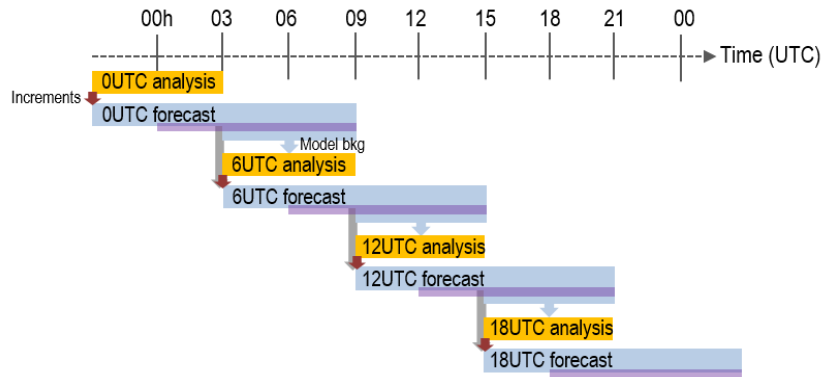 00h 03 06 09 12 15 18 21 00
Time (UTC)
0UTC analysis
Increments
0UTC forecast
Model bkg
6UTC analysis
6UTC forecast
12UTC analysis
12UTC forecast
18UTC analysis
18UTC forecast